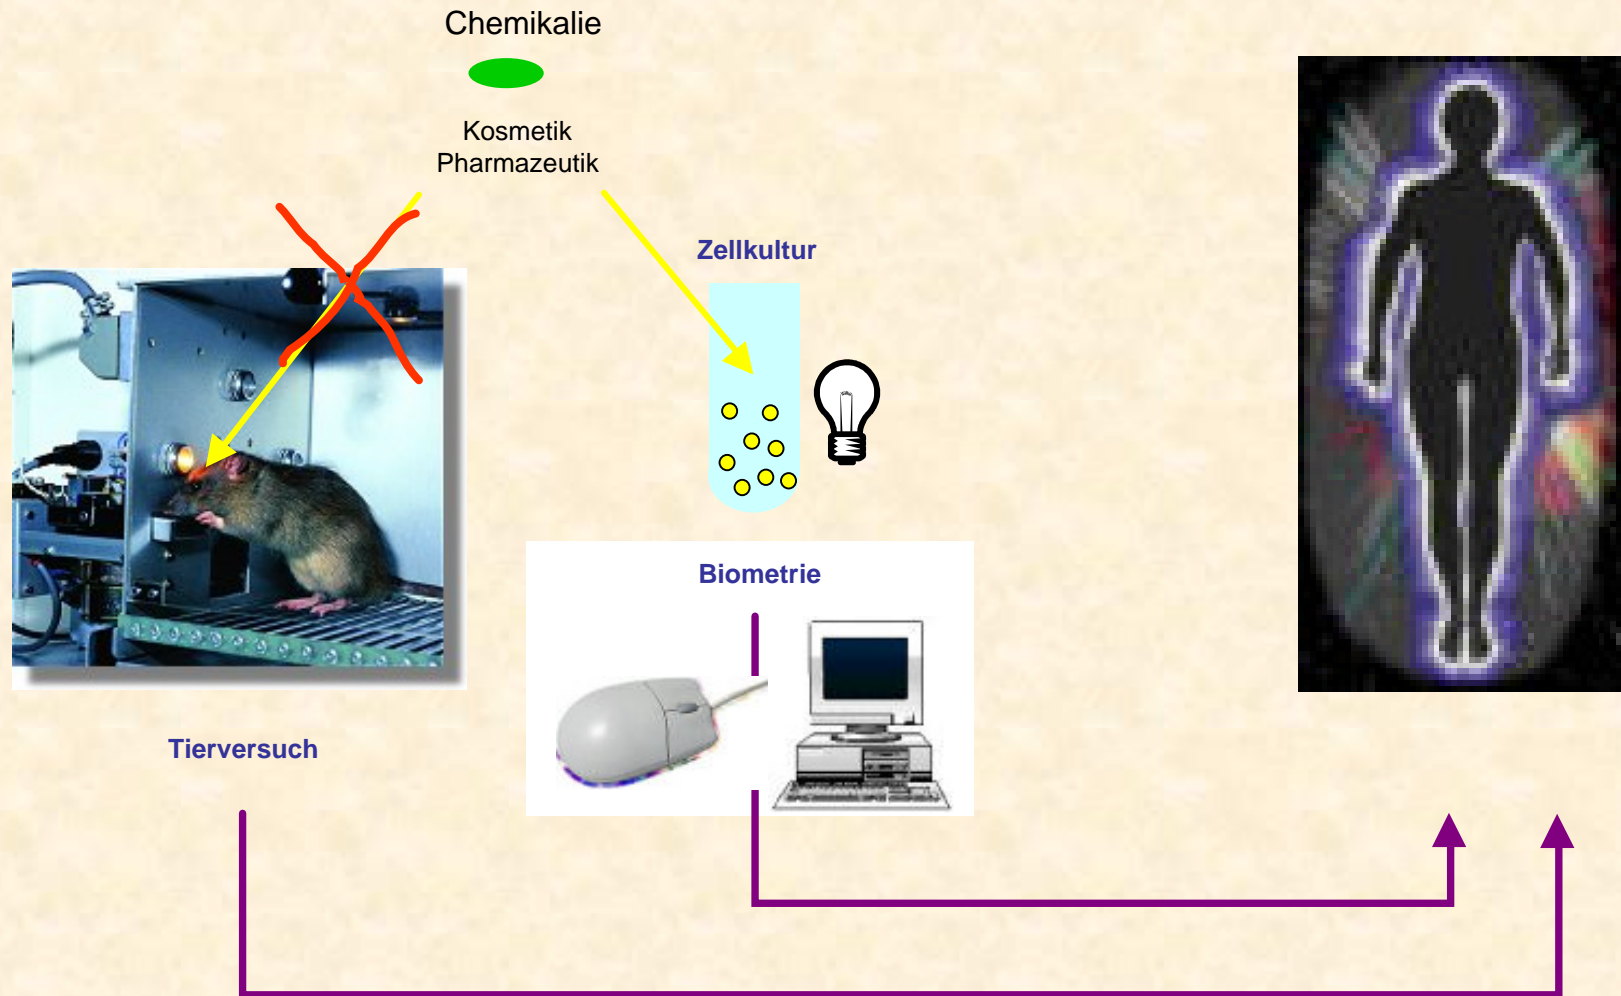 Chemikalie
Kosmetik
Pharmazeutik
Zellkultur
Biometrie
Tierversuch